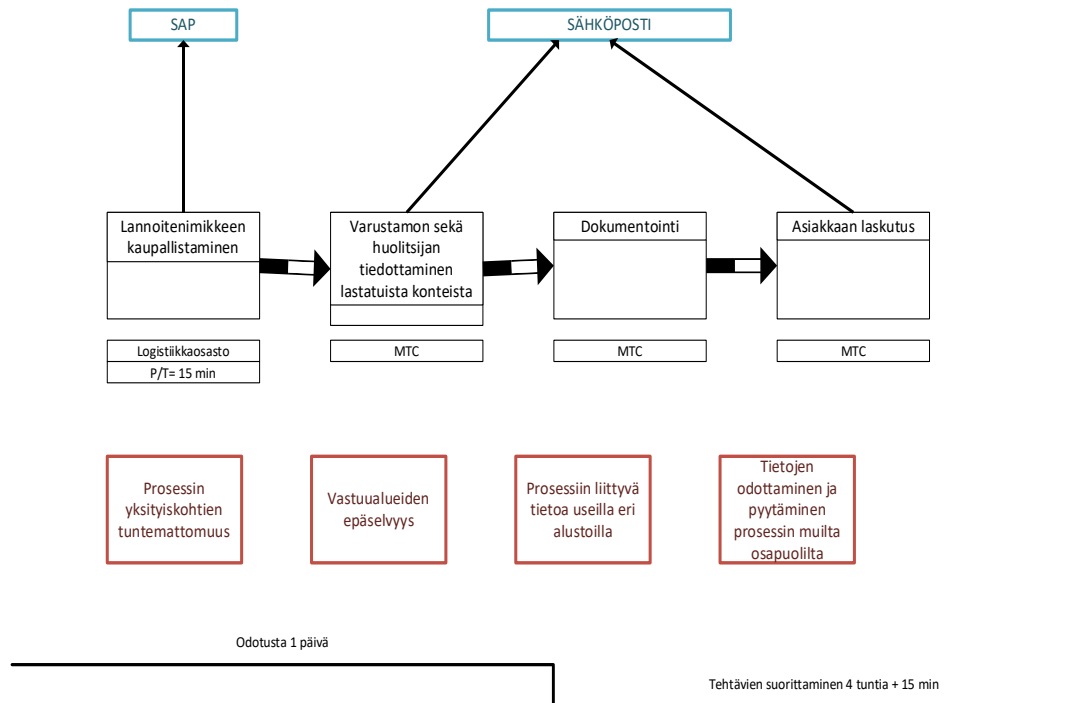 SAP
SÄHKÖPOSTI
Lannoitenimikkeen
kaupallistaminen
Varustamon sekä
huolitsijan
tiedottaminen
lastatuista konteista
Dokumentointi
Asiakkaan laskutus
Logistiikkaosasto
P/T= 15 min
MTC
MTC
MTC
Prosessin
yksityiskohtien
tuntemattomuus
Vastuualueiden
epäselvyys
Prosessiin liittyvä
tietoa useilla eri
alustoilla
Tietojen
odottaminen ja
pyytäminen
prosessin muilta
osapuolilta
Odotusta 1 päivä
Tehtävien suorittaminen 4 tuntia + 15 min